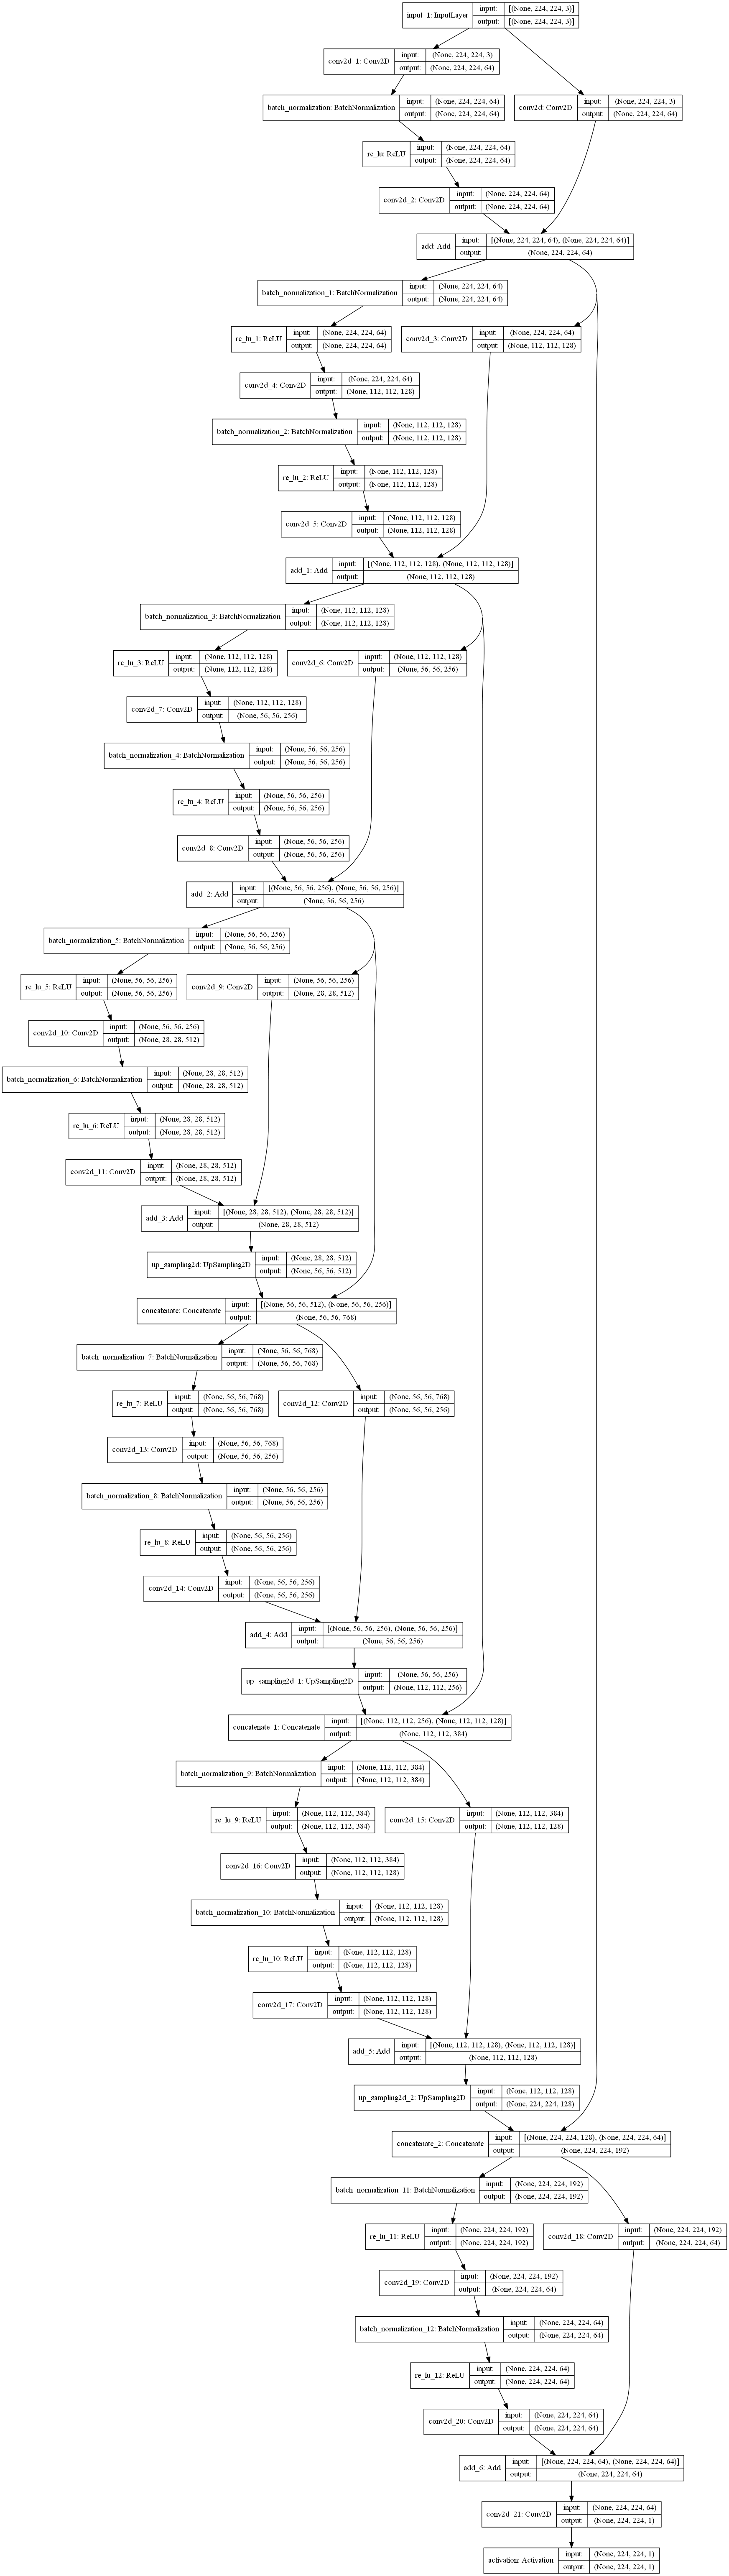 input_1: InputLayer
input: [(None, 224, 224, 3)]
output: [(None, 224, 224, 3)]
conv2d_1: Conv2D
input: (None, 224, 224, 3)
output: (None, 224, 224, 64)
batch_normalization: BatchNormalization
input: (None, 224, 224, 64)
output: (None, 224, 224, 64)
conv2d: Conv2D
input: (None, 224, 224, 3)
output: (None, 224, 224, 64)
re_lu: ReLU
input: (None, 224, 224, 64)
output: (None, 224, 224, 64)
conv2d_2: Conv2D
input: (None, 224, 224, 64)
output: (None, 224, 224, 64)
add: Add
input: [(None, 224, 224, 64), (None, 224, 224, 64)]
output: (None, 224, 224, 64)
batch_normalization_1: BatchNormalization
input: (None, 224, 224, 64)
output: (None, 224, 224, 64)
re_lu_1: ReLU
input: (None, 224, 224, 64)
output: (None, 224, 224, 64)
conv2d_3: Conv2D
input: (None, 224, 224, 64)
output: (None, 112, 112, 128)
conv2d_4: Conv2D
input: (None, 224, 224, 64)
output: (None, 112, 112, 128)
batch_normalization_2: BatchNormalization
input: (None, 112, 112, 128)
output: (None, 112, 112, 128)
re_lu_2: ReLU
input: (None, 112, 112, 128)
output: (None, 112, 112, 128)
conv2d_5: Conv2D
input: (None, 112, 112, 128)
output: (None, 112, 112, 128)
add_1: Add
input: [(None, 112, 112, 128), (None, 112, 112, 128)]
output: (None, 112, 112, 128)
batch_normalization_3: BatchNormalization
input: (None, 112, 112, 128)
output: (None, 112, 112, 128)
re_lu_3: ReLU
input: (None, 112, 112, 128)
output: (None, 112, 112, 128)
conv2d_6: Conv2D
input: (None, 112, 112, 128)
output: (None, 56, 56, 256)
conv2d_7: Conv2D
input: (None, 112, 112, 128)
output: (None, 56, 56, 256)
batch_normalization_4: BatchNormalization
input: (None, 56, 56, 256)
output: (None, 56, 56, 256)
re_lu_4: ReLU
input: (None, 56, 56, 256)
output: (None, 56, 56, 256)
conv2d_8: Conv2D
input: (None, 56, 56, 256)
output: (None, 56, 56, 256)
add_2: Add
input: [(None, 56, 56, 256), (None, 56, 56, 256)]
output: (None, 56, 56, 256)
batch_normalization_5: BatchNormalization
input: (None, 56, 56, 256)
output: (None, 56, 56, 256)
re_lu_5: ReLU
input: (None, 56, 56, 256)
output: (None, 56, 56, 256)
conv2d_9: Conv2D
input: (None, 56, 56, 256)
output: (None, 28, 28, 512)
conv2d_10: Conv2D
input: (None, 56, 56, 256)
output: (None, 28, 28, 512)
batch_normalization_6: BatchNormalization
input: (None, 28, 28, 512)
output: (None, 28, 28, 512)
re_lu_6: ReLU
input: (None, 28, 28, 512)
output: (None, 28, 28, 512)
conv2d_11: Conv2D
input: (None, 28, 28, 512)
output: (None, 28, 28, 512)
add_3: Add
input: [(None, 28, 28, 512), (None, 28, 28, 512)]
output: (None, 28, 28, 512)
up_sampling2d: UpSampling2D
input: (None, 28, 28, 512)
output: (None, 56, 56, 512)
concatenate: Concatenate
input: [(None, 56, 56, 512), (None, 56, 56, 256)]
output: (None, 56, 56, 768)
batch_normalization_7: BatchNormalization
input: (None, 56, 56, 768)
output: (None, 56, 56, 768)
re_lu_7: ReLU
input: (None, 56, 56, 768)
output: (None, 56, 56, 768)
conv2d_12: Conv2D
input: (None, 56, 56, 768)
output: (None, 56, 56, 256)
conv2d_13: Conv2D
input: (None, 56, 56, 768)
output: (None, 56, 56, 256)
batch_normalization_8: BatchNormalization
input: (None, 56, 56, 256)
output: (None, 56, 56, 256)
re_lu_8: ReLU
input: (None, 56, 56, 256)
output: (None, 56, 56, 256)
conv2d_14: Conv2D
input: (None, 56, 56, 256)
output: (None, 56, 56, 256)
add_4: Add
input: [(None, 56, 56, 256), (None, 56, 56, 256)]
output: (None, 56, 56, 256)
up_sampling2d_1: UpSampling2D
input: (None, 56, 56, 256)
output: (None, 112, 112, 256)
concatenate_1: Concatenate
input: [(None, 112, 112, 256), (None, 112, 112, 128)]
output: (None, 112, 112, 384)
batch_normalization_9: BatchNormalization
input: (None, 112, 112, 384)
output: (None, 112, 112, 384)
re_lu_9: ReLU
input: (None, 112, 112, 384)
output: (None, 112, 112, 384)
conv2d_15: Conv2D
input: (None, 112, 112, 384)
output: (None, 112, 112, 128)
conv2d_16: Conv2D
input: (None, 112, 112, 384)
output: (None, 112, 112, 128)
batch_normalization_10: BatchNormalization
input: (None, 112, 112, 128)
output: (None, 112, 112, 128)
re_lu_10: ReLU
input: (None, 112, 112, 128)
output: (None, 112, 112, 128)
conv2d_17: Conv2D
input: (None, 112, 112, 128)
output: (None, 112, 112, 128)
add_5: Add
input: [(None, 112, 112, 128), (None, 112, 112, 128)]
output: (None, 112, 112, 128)
up_sampling2d_2: UpSampling2D
input: (None, 112, 112, 128)
output: (None, 224, 224, 128)
concatenate_2: Concatenate
input: [(None, 224, 224, 128), (None, 224, 224, 64)]
output: (None, 224, 224, 192)
batch_normalization_11: BatchNormalization
input: (None, 224, 224, 192)
output: (None, 224, 224, 192)
re_lu_11: ReLU
input: (None, 224, 224, 192)
output: (None, 224, 224, 192)
conv2d_18: Conv2D
input: (None, 224, 224, 192)
output: (None, 224, 224, 64)
conv2d_19: Conv2D
input: (None, 224, 224, 192)
output: (None, 224, 224, 64)
batch_normalization_12: BatchNormalization
input: (None, 224, 224, 64)
output: (None, 224, 224, 64)
re_lu_12: ReLU
input: (None, 224, 224, 64)
output: (None, 224, 224, 64)
conv2d_20: Conv2D
input: (None, 224, 224, 64)
output: (None, 224, 224, 64)
add_6: Add
input: [(None, 224, 224, 64), (None, 224, 224, 64)]
output: (None, 224, 224, 64)
conv2d_21: Conv2D
input: (None, 224, 224, 64)
output: (None, 224, 224, 1)
activation: Activation
input: (None, 224, 224, 1)
output: (None, 224, 224, 1)